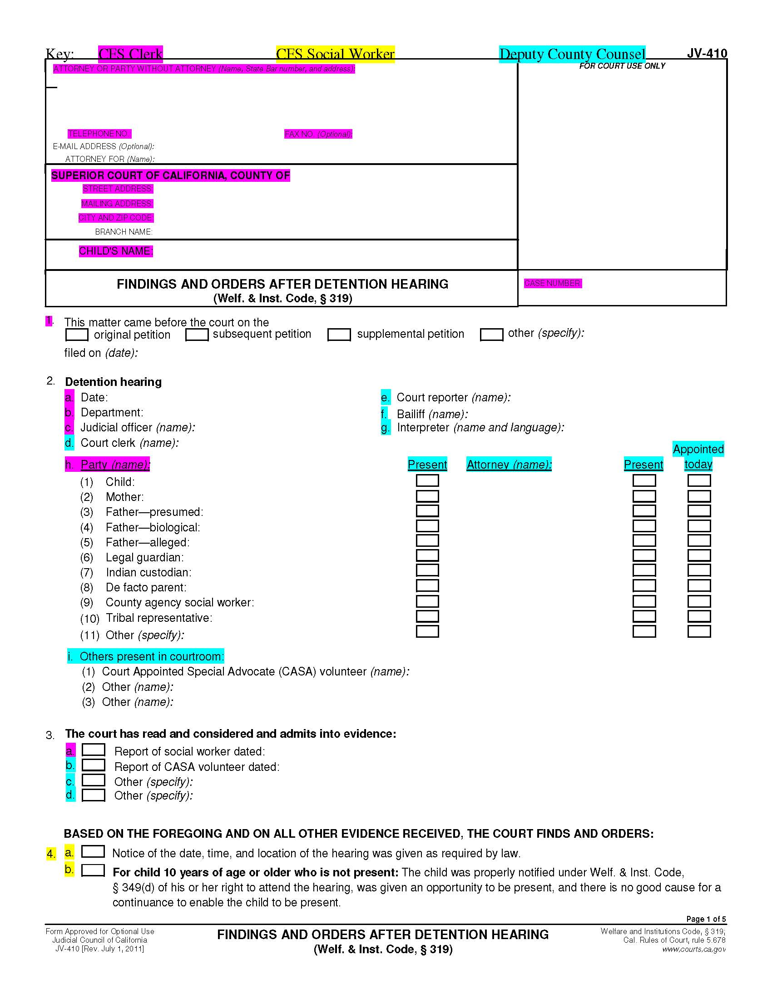 Key: CFS Clerk CFS Social Worker Deputy County Counsel JV-410
ATTORNEY OR PARTY WITHOUT ATTORNEY (Name, State Bar number, and address):
FOR COURT USE ONLY
TELEPHONE NO.: FAX NO. (Optional):
E-MAIL ADDRESS (Optional):
ATTORNEY FOR (Name):
SUPERIOR COURT OF CALIFORNIA, COUNTY OF
STREET ADDRESS:
MAILING ADDRESS:
CITY AND ZIP CODE:
BRANCH NAME:
CHILD'S NAME:
FINDINGS AND ORDERS AFTER DETENTION HEARING
(Welf. & Inst. Code, § 319)
CASE NUMBER:
1. This matter came before the court on the
original petition subsequent petition supplemental petition other (specify):
filed on (date):
2. Detention hearing
a. Date: e. Court reporter (name):
b. Department: f. Bailiff (name):
c. Judicial officer (name): g. Interpreter (name and language):
d. Court clerk (name):
h. Party (name): Present Attorney (name): Present Appointed today
(1) Child:
(2) Mother:
(3) Father—presumed:
(4) Father—biological:
(5) Father—alleged:
(6) Legal guardian:
(7) Indian custodian:
(8) De facto parent:
(9) County agency social worker:
(10) Tribal representative:
(11) Other (specify):
i. Others present in courtroom:
(1) Court Appointed Special Advocate (CASA) volunteer (name):
(2) Other (name):
(3) Other (name):
3. The court has read and considered and admits into evidence:
a. Report of social worker dated:
b. Report of CASA volunteer dated:
c. Other (specify):
d. Other (specify):
BASED ON THE FOREGOING AND ON ALL OTHER EVIDENCE RECEIVED, THE COURT FINDS AND ORDERS:
4. a. Notice of the date, time, and location of the hearing was given as required by law.
b. For child 10 years of age or older who is not present: The child was properly notified under Welf. & Inst. Code,
§ 349(d) of his or her right to attend the hearing, was given an opportunity to be present, and there is no good cause for a
continuance to enable the child to be present.
Page 1 of 5
Form Approved for Optional Use
Judicial Council of California
JV-410 [Rev. July 1, 2011]
FINDINGS AND ORDERS AFTER DETENTION HEARING
(Welf. & Inst. Code, § 319)
Welfare and Institutions Code, § 319;
Cal. Rules of Court, rule 5.678
www.courts.ca.gov